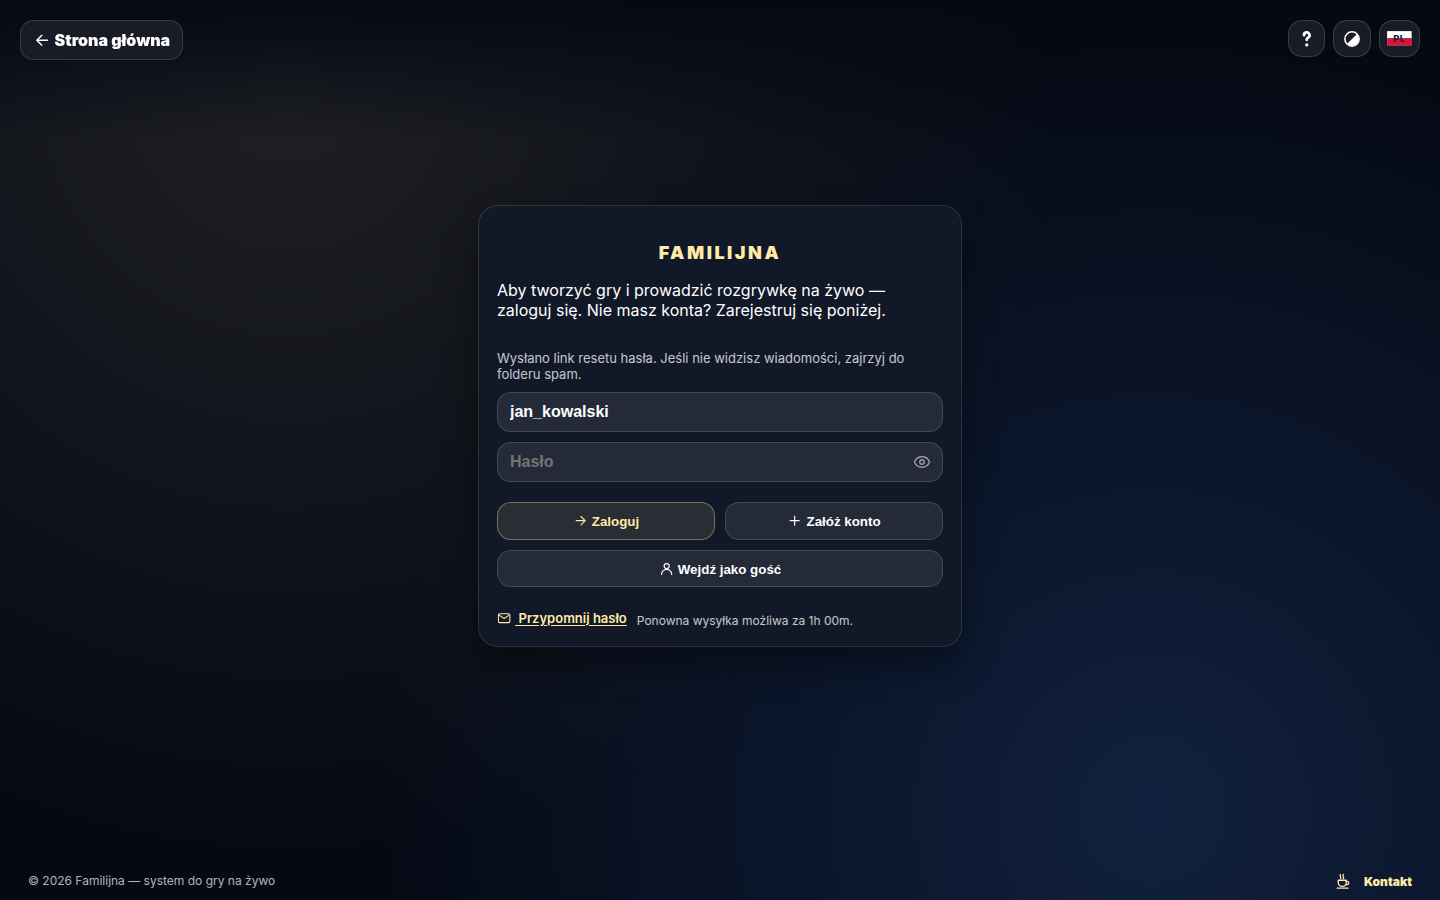 Strona główna
?
PL
FAMILIJNA
Aby tworzyć gry i prowadzić rozgrywkę na żywo —
zaloguj się. Nie masz konta? Zarejestruj się poniżej.
Wysłano link resetu hasła. Jeśli nie widzisz wiadomości, zajrzyj do
folderu spam.
jan_kowalski
Hasło
Zaloguj
Załóż konto
Wejdź jako gość
Przypomnij hasło Ponowna wysyłka możliwa za 1h 00m.
© 2026 Familijna — system do gry na żywo
Kontakt